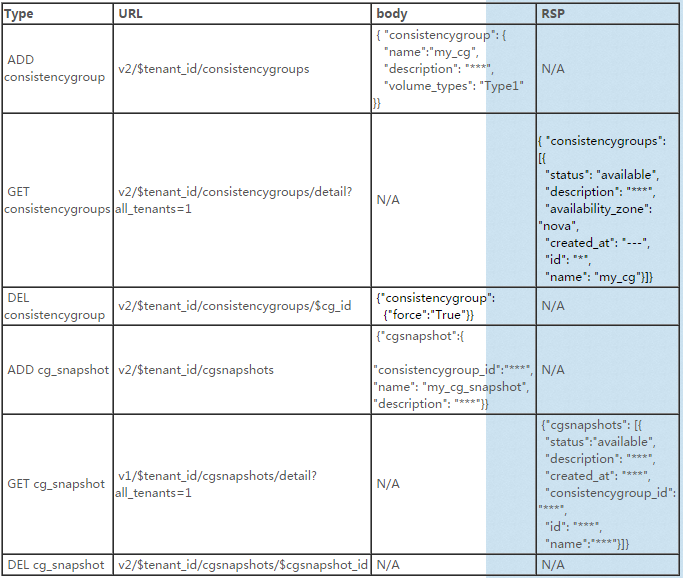 Type URL body RSP
ADD
consistencygroup
v2/$tenant_id/consistencygroups
{ "consistencygroup": {
"name":"my_cg",
"description": "***",
"volume_types": "Type1"
}}
N/A
GET
consistencygroups
v2/$tenant_id/consistencygroups/detail?
all_tenants=1
N/A
{ "consistencygroups":
[{
"status": "available",
"description": "***",
"availability_zone":
"nova",
"created_at": "---",
"id": "*",
"name": "my_cg"}]}
DEL
consistencygroup
v2/$tenant_id/consistencygroups/$cg_id
{"consistencygroup":
{"force":"True"}}
N/A
ADD cg_snapshot
v2/$tenant_id/cgsnapshots
{"cgsnapshot":{
"consistencygroup_id":"***",
"name": "my_cg_snapshot",
"description": "***"}}
N/A
GET cg_snapshot
v1/$tenant_id/cgsnapshots/detail?
all_tenants=1
N/A
{"cgsnapshots": [{
"status":"available",
"description": "***",
"created_at": "***",
"consistencygroup_id":
"***",
"id": "***",
"name":"***"}]}
DEL cg_snapshot
v2/$tenant_id/cgsnapshots/$cgsnapshot_id
N/A
N/A